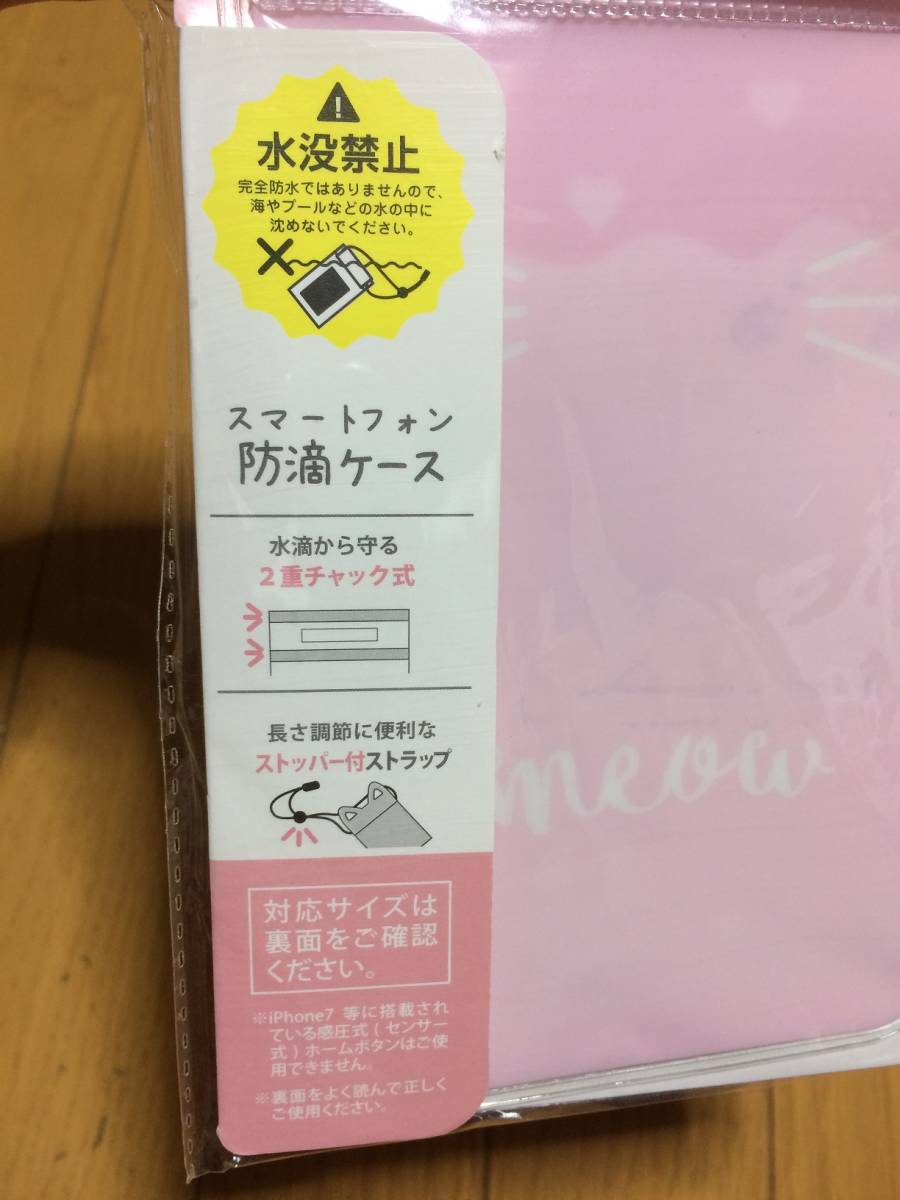 水没禁止
完全防水ではありませんので、
海やプールなどの水の中に
沈めないでください。
スマートフォン
防滴ケース
水滴から守る
2重チャック式
長さ調節に便利な
ストッパー付ストラップ
meow
対応サイズは
裏面をご確認
ください。
※iPhone7 等に搭載され
ている感圧式(センサー
式)ホームボタンはご使
用できません。
※裏面をよく読んで正しく
ご使用ください。